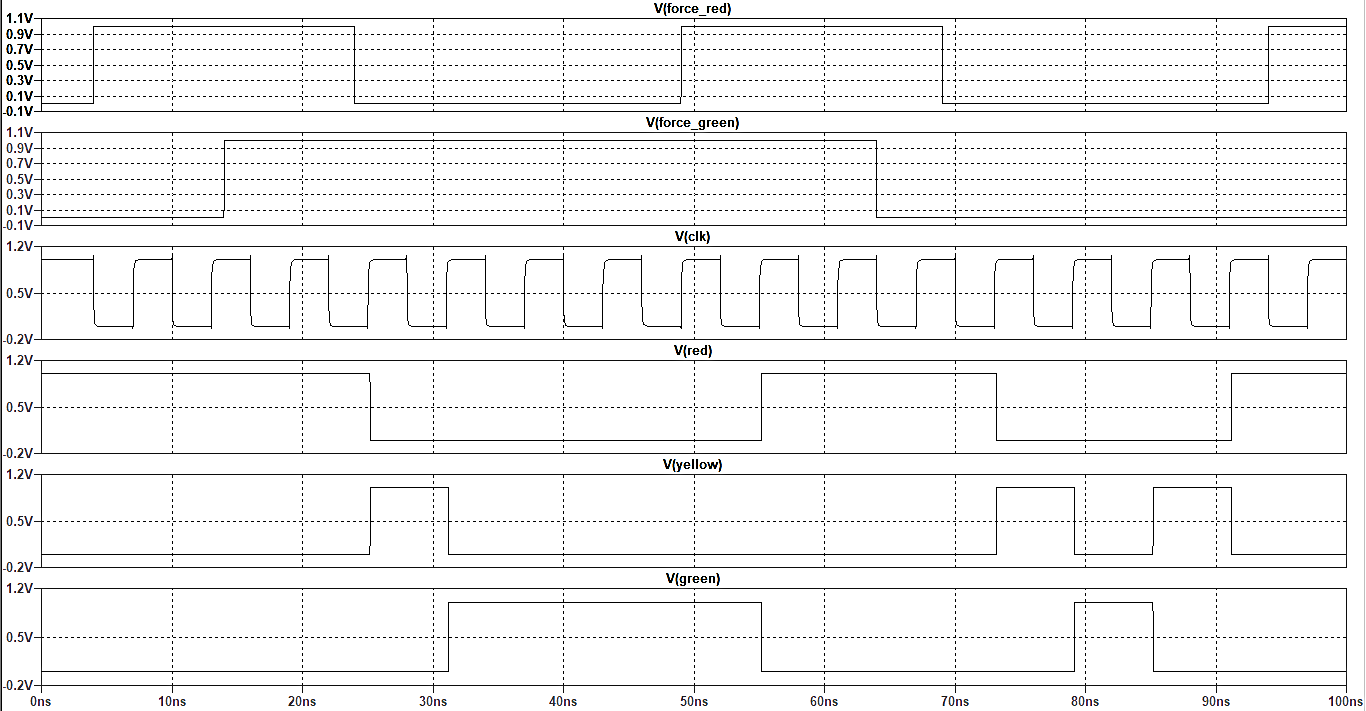 V(force_red)
1.1V
0.9V
0.7V
0.5V
0.3V
0.1V
-0.1V
V(force_green)
1.1V
0.9V
0.7V
0.5V
0.3V
0.1V
-0.1V
V(clk)
1.2V
0.5V
-0.2V
V(red)
1.2V
0.5V
-0.2V
V(yellow)
1.2V
0.5V
-0.2V
V(green)
1.2V
0.5V
-0.2V
0ns 10ns 20ns 30ns 40ns 50ns 60ns 70ns 80ns 90ns 100ns